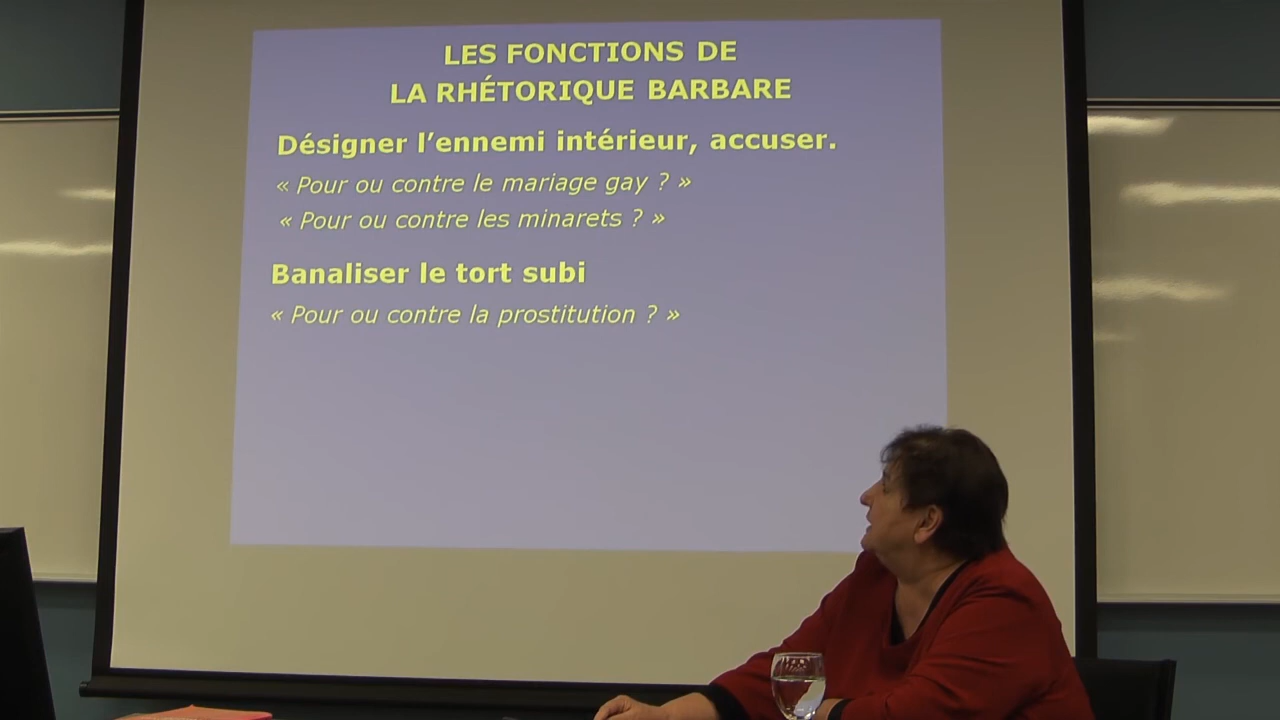 LES FONCTIONS DE
LA RHÉTORIQUE BARBARE
Désigner l’ennemi intérieur, accuser.
« Pour ou contre le mariage gay ? »
« Pour ou contre les minarets ? »
Banaliser le tort subi
« Pour ou contre la prostitution ? »